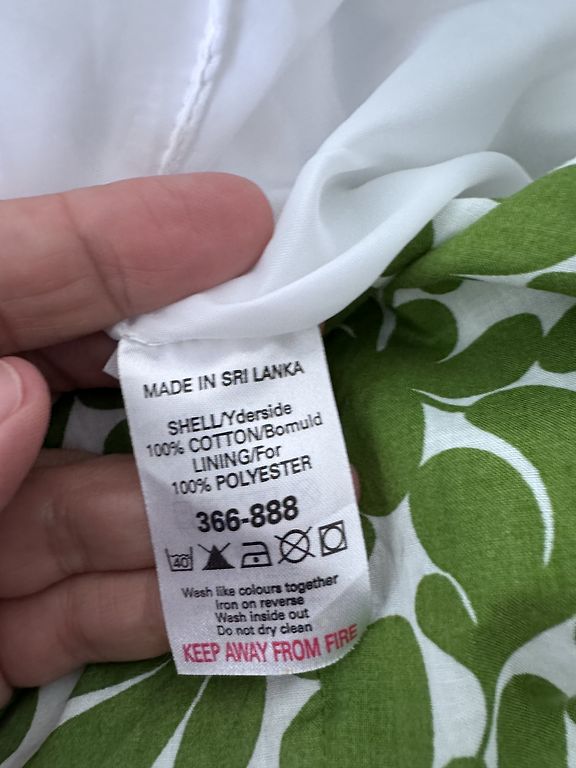 MADE IN SRI LANKA
SHELL/Yderside
100% COTTON/Bomuld
LINING/For
100% POLYESTER
366-888
40
Wash like colours together
Iron on reverse
Wash inside out
Do not dry clean
KEEP AWAY FROM FIRE